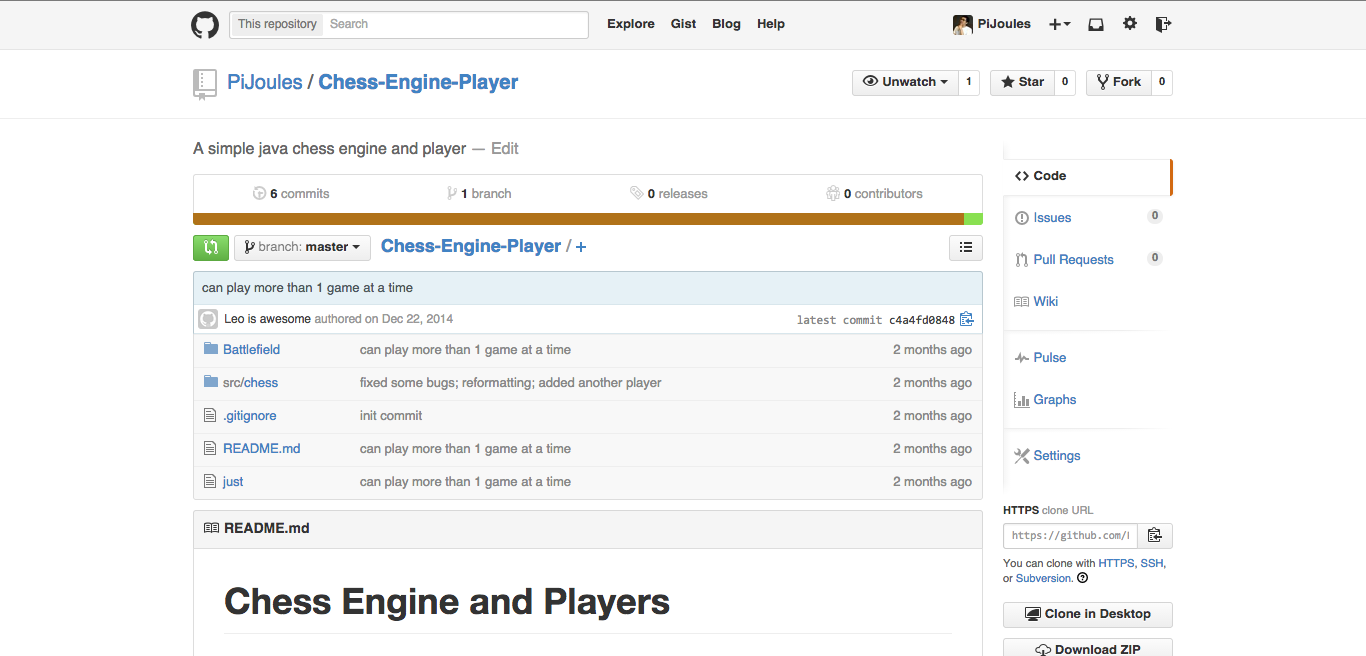 This repository Search Explore Gist Blog Help PiJoules
PiJoules / Chess-Engine-Player Unwatch 1 Star 0 Fork 0
A simple java chess engine and player — Edit
6 commits 1 branch 0 releases 0 contributors
branch: master Chess-Engine-Player / +
can play more than 1 game at a time
Leo is awesome authored on Dec 22, 2014 latest commit c4a4fd0848
Battlefield can play more than 1 game at a time 2 months ago
src/chess fixed some bugs; reformatting; added another player 2 months ago
.gitignore init commit 2 months ago
README.md can play more than 1 game at a time 2 months ago
just can play more than 1 game at a time 2 months ago
README.md
Chess Engine and Players
Code
Issues 0
Pull Requests 0
Wiki
Pulse
Graphs
Settings
HTTPS clone URL
https://github.com/
You can clone with HTTPS, SSH,
or Subversion.
Clone in Desktop
Download ZIP